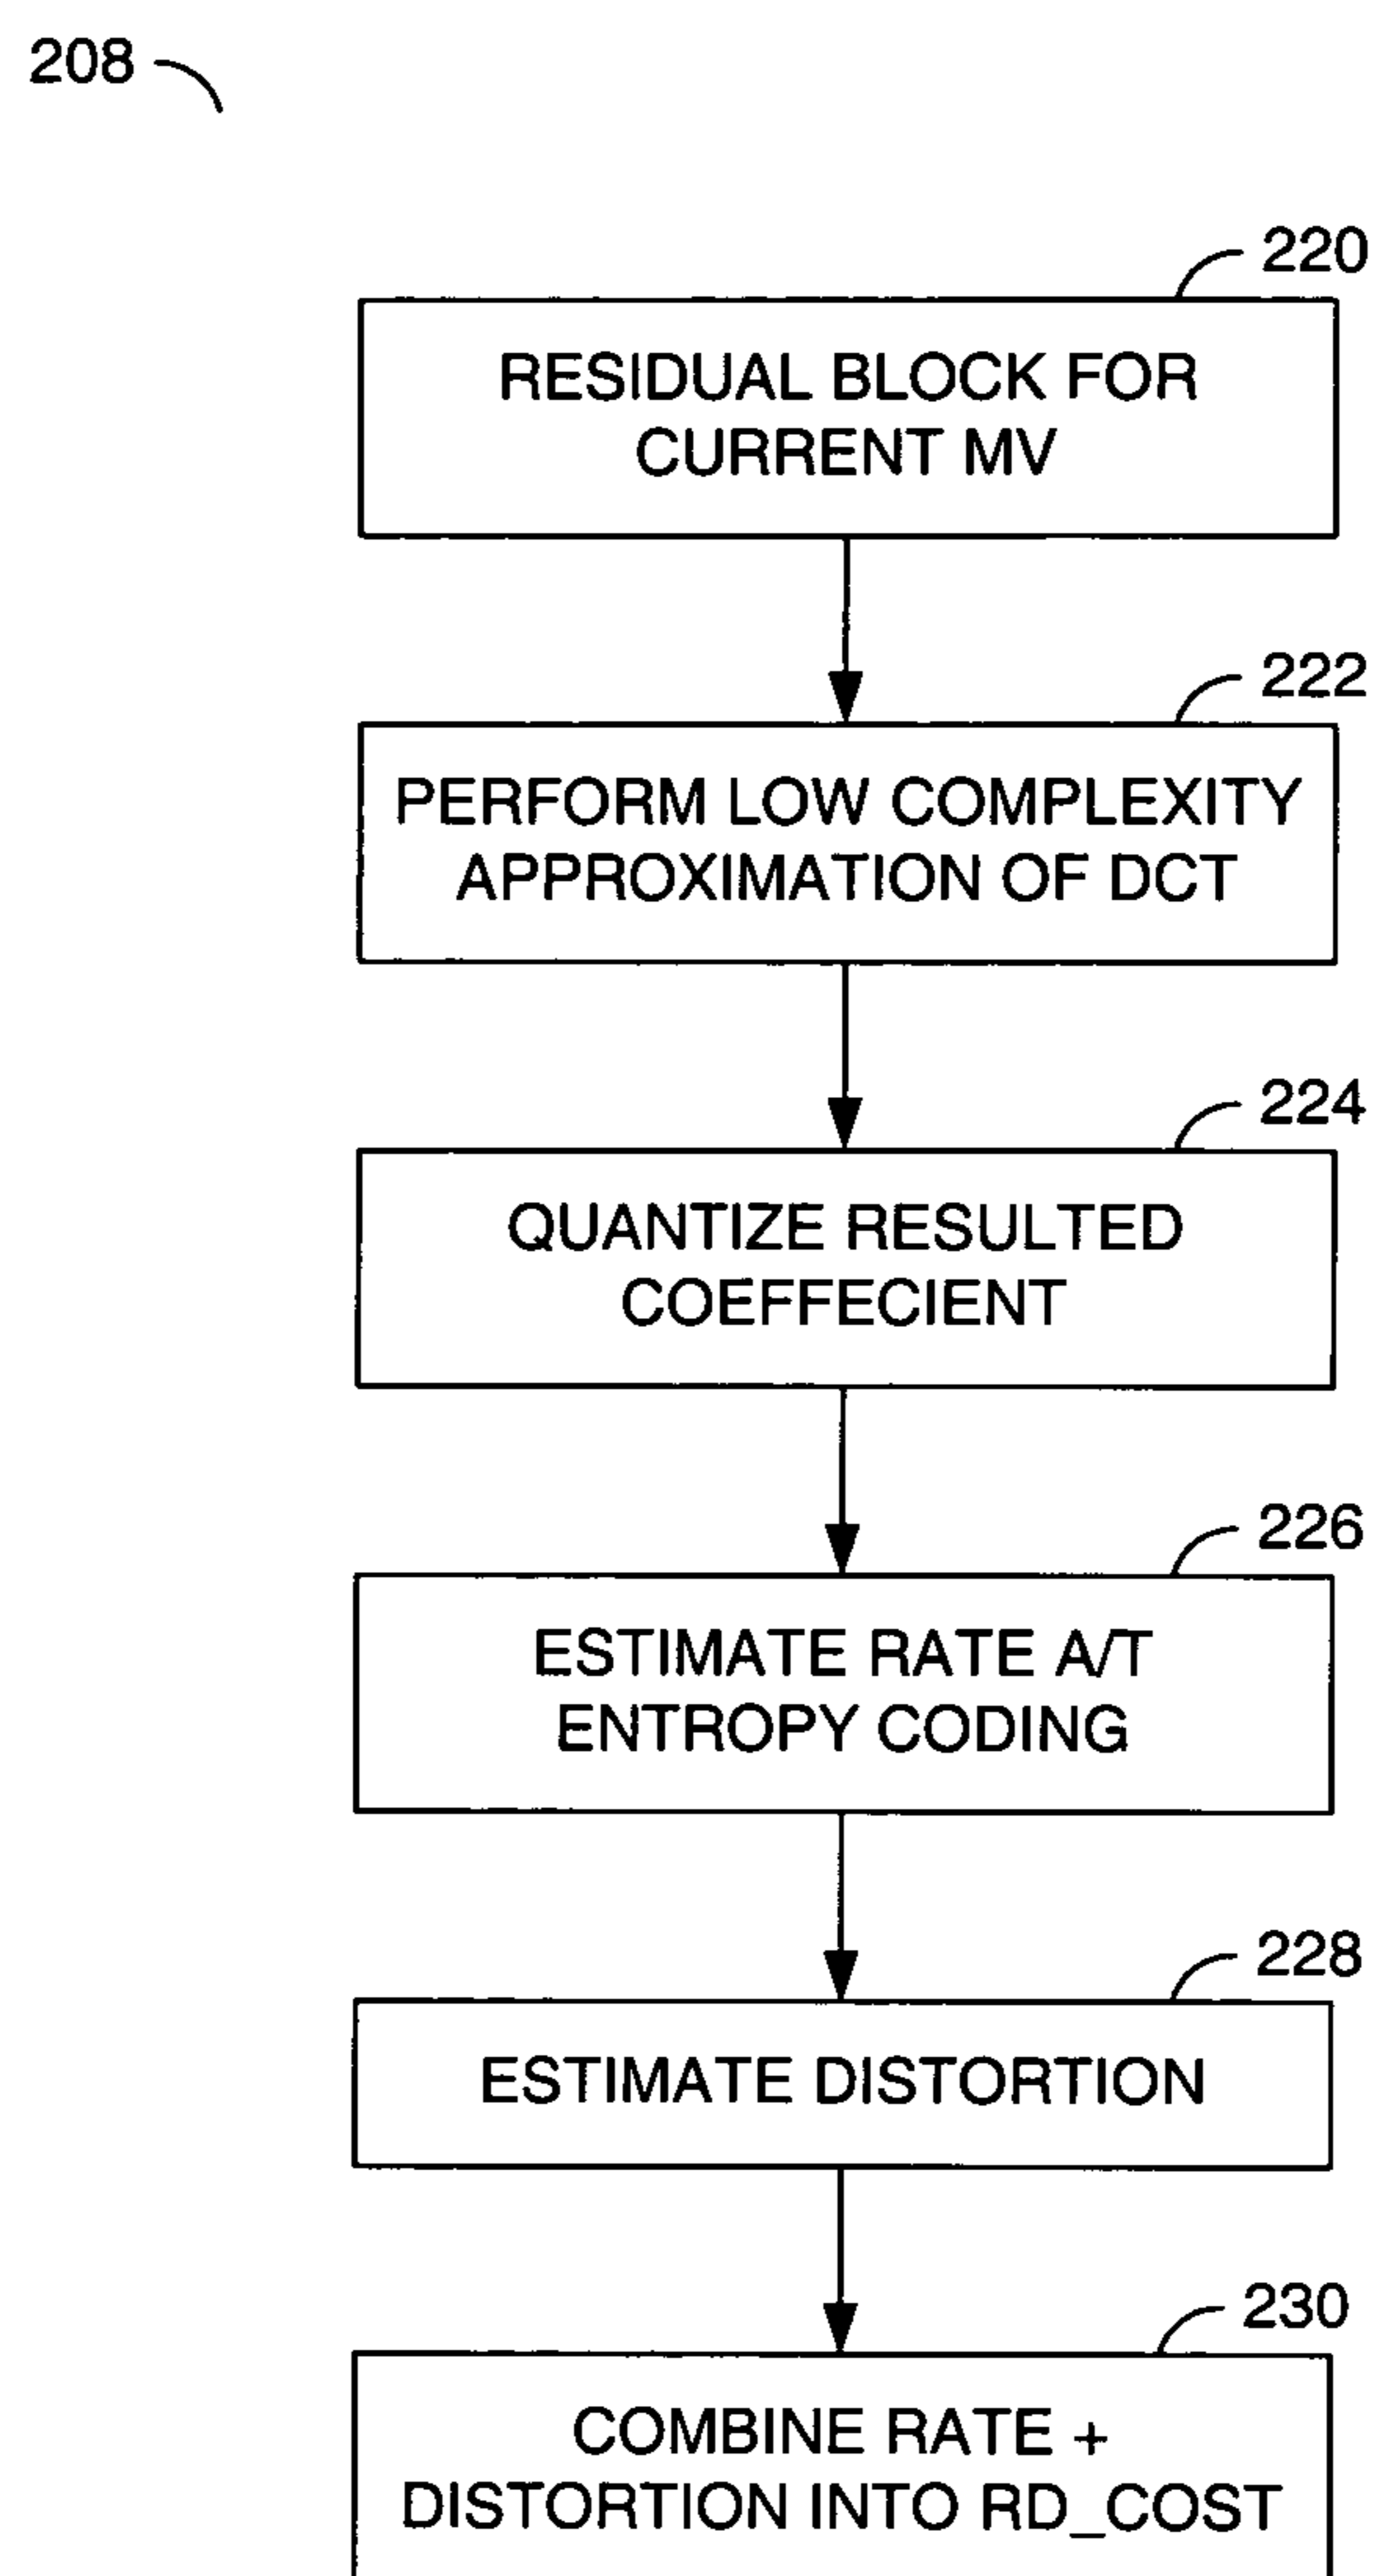 208
220
RESIDUAL BLOCK FOR
CURRENT MV
222
PERFORM LOW COMPLEXITY
APPROXIMATION OF DCT
224
QUANTIZE RESULTED
COEFFECIENT
226
ESTIMATE RATE A/T
ENTROPY CODING
228
ESTIMATE DISTORTION
230
COMBINE RATE +
DISTORTION INTO RD_COST